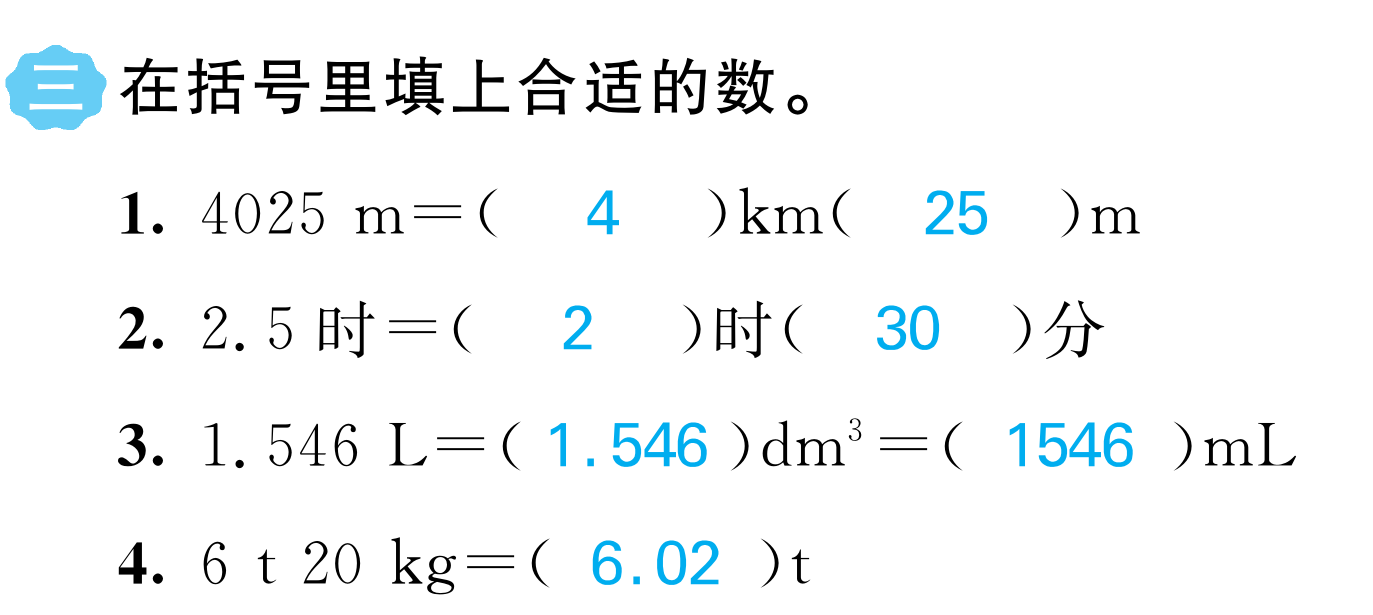 三 在括号里填上合适的数。
1. 4025 m=( 4 )km( 25 )m
2. 2.5 时=( 2 )时( 30 )分
3. 1.546 L=( 1.546 )dm³=( 1546 )mL
4. 6 t 20 kg=( 6.02 )t